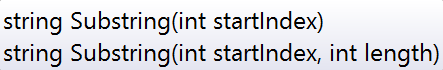 string Substring(int startIndex)
string Substring(int startIndex, int length)